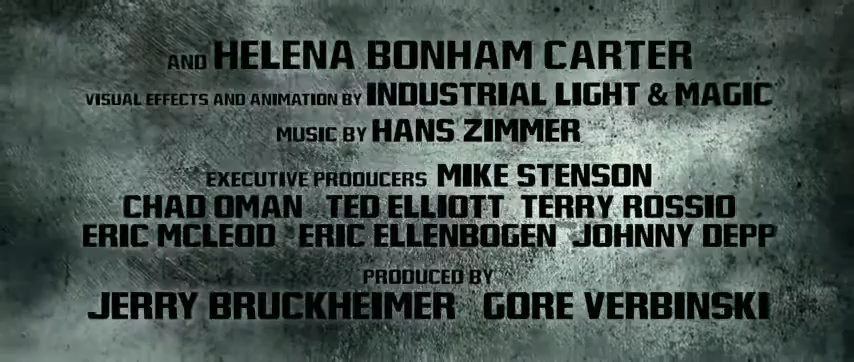 AND HELENA BONHAM CARTER
VISUAL EFFECTS AND ANIMATION BY INDUSTRIAL LIGHT & MAGIC
MUSIC BY HANS ZIMMER
EXECUTIVE PRODUCERS MIKE STENSON
CHAD OMAN TED ELLIOTT TERRY ROSSIO
ERIC MCLEOD ERIC ELLENBOGEN JOHNNY DEPP
PRODUCED BY
JERRY BRUCKHEIMER GORE VERBINSKI